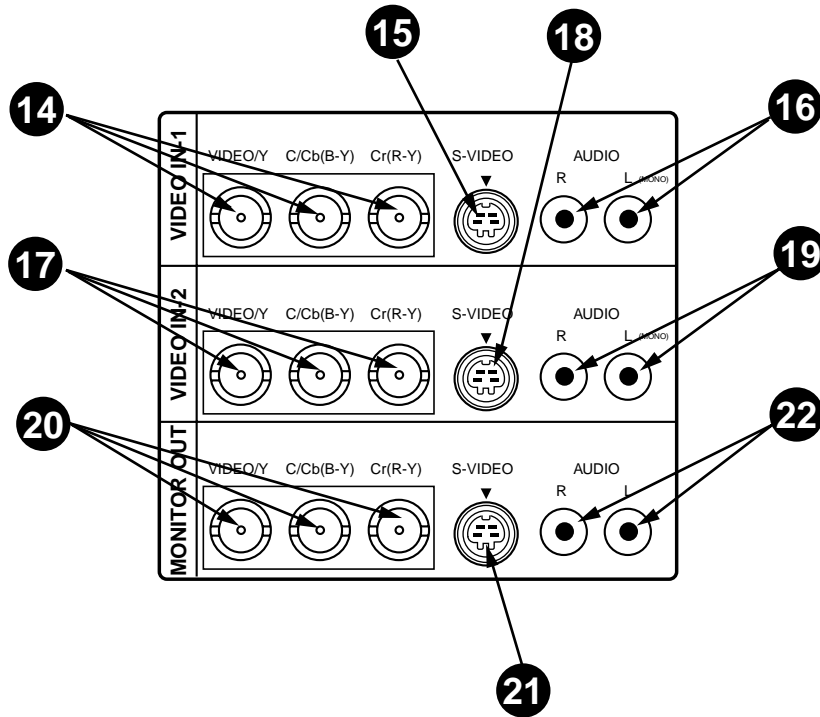 15
18
14
16
VIDEO IN-1
VIDEO/Y C/Cb(B-Y) Cr(R-Y) S-VIDEO AUDIO
R L (MONO)
17
19
VIDEO IN-2
VIDEO/Y C/Cb(B-Y) Cr(R-Y) S-VIDEO AUDIO
R L (MONO)
20
22
MONITOR OUT
VIDEO/Y C/Cb(B-Y) Cr(R-Y) S-VIDEO AUDIO
R L
21